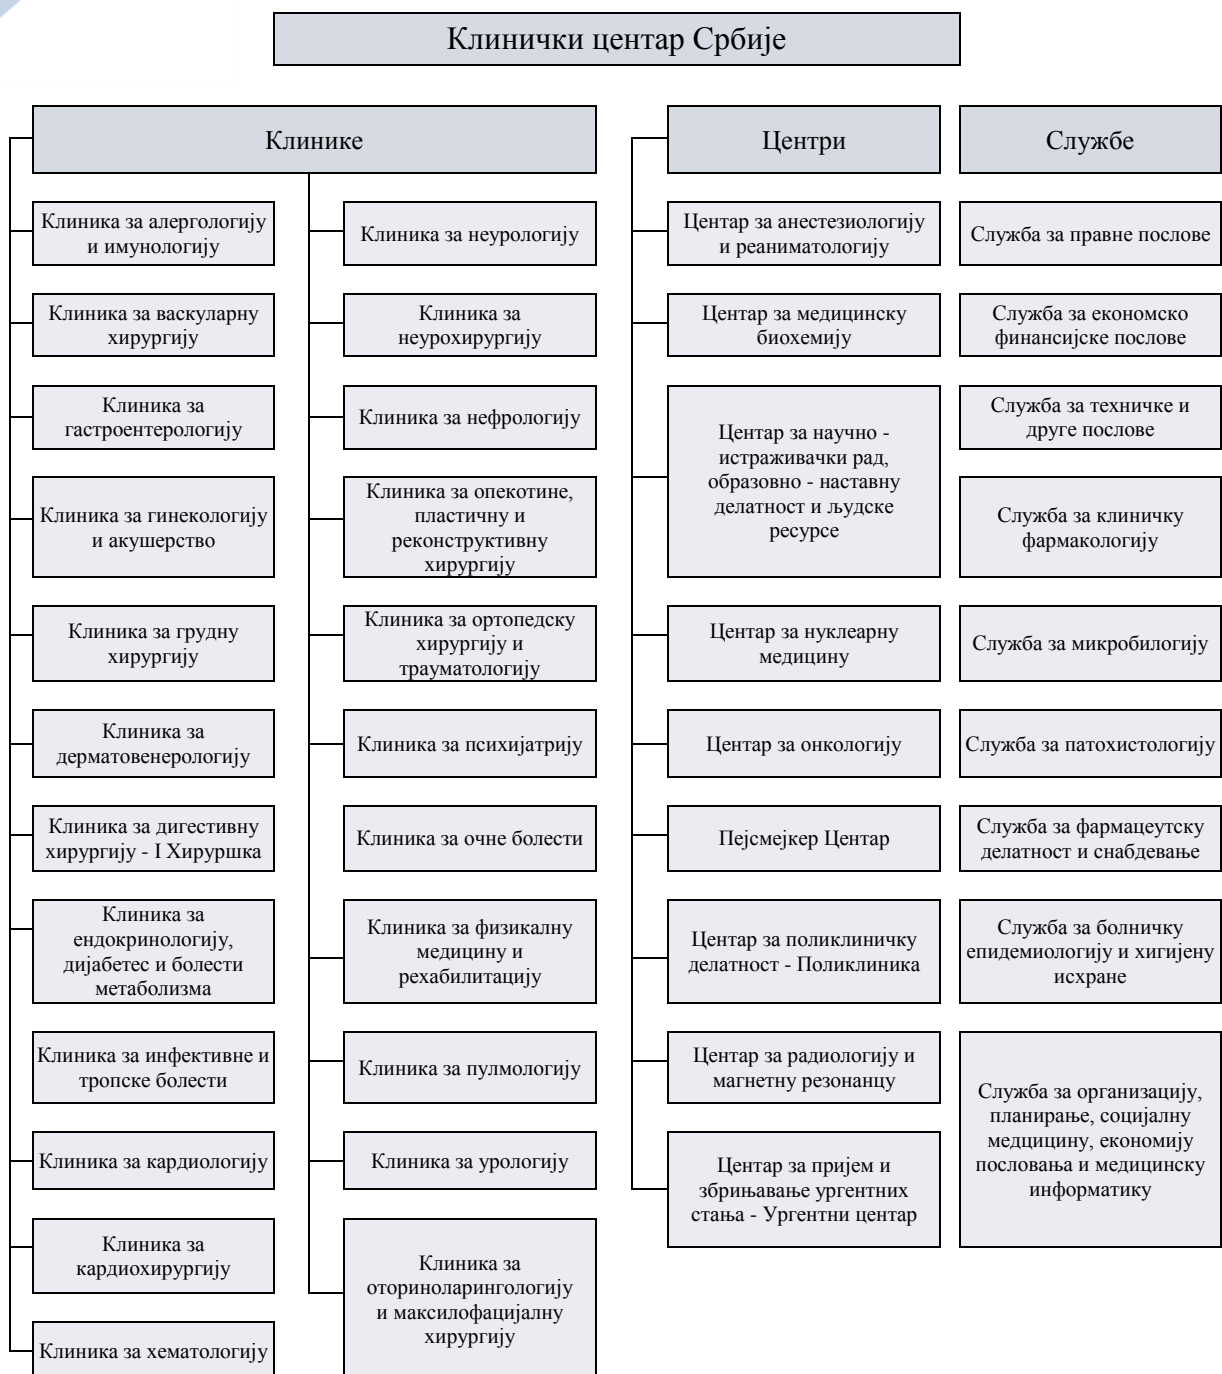 Клинички центар Србије
Клинике
Клиника за алергологију
и имунологију
Клиника за васкуларну
хирургију
Клиника за
гастроентерологију
Клиника за гинекологију
и акушерство
Клиника за грудну
хирургију
Клиника за
дерматовенерологију
Клиника за дигестивну
хирургију - I Хируршка
Клиника за
ендокринологију,
дијабетес и болести
метаболизма
Клиника за инфективне и
тропске болести
Клиника за кардиологију
Клиника за
кардиохирургију
Клиника за хематологију
Клиника за неурологију
Клиника за
неурохирургију
Клиника за нефрологију
Клиника за опекотине,
пластичну и
реконструктивну
хирургију
Клиника за ортопедску
хирургију и
трауматологију
Клиника за психијатрију
Клиника за очне болести
Клиника за физикалну
медицину и
рехабилитацију
Клиника за пулмологију
Клиника за урологију
Клиника за
оториноларингологију
и максилофацијалну
хирургију
Центри
Центар за анестезиологију
и реаниматологију
Центар за медицинску
биохемију
Центар за научно -
истраживачки рад,
образовно - наставну
делатност и људске
ресурсе
Центар за нуклеарну
медицину
Центар за онкологију
Пејсмејкер Центар
Центар за поликлиничку
делатност - Поликлиника
Центар за радиологију и
магнетну резонанцу
Центар за пријем и
збрињавање ургентних
стања - Ургентни центар
Службе
Служба за правне послове
Служба за економско
финансијске послове
Служба за техничке и
друге послове
Служба за клиничку
фармакологију
Служба за микробилогију
Служба за патохистологију
Служба за фармацеутску
делатност и снабдевање
Служба за болничку
епидемиологију и хигијену
исхране
Служба за организацију,
планирање, социјалну
медцицину, економију
пословања и медицинску
информатику